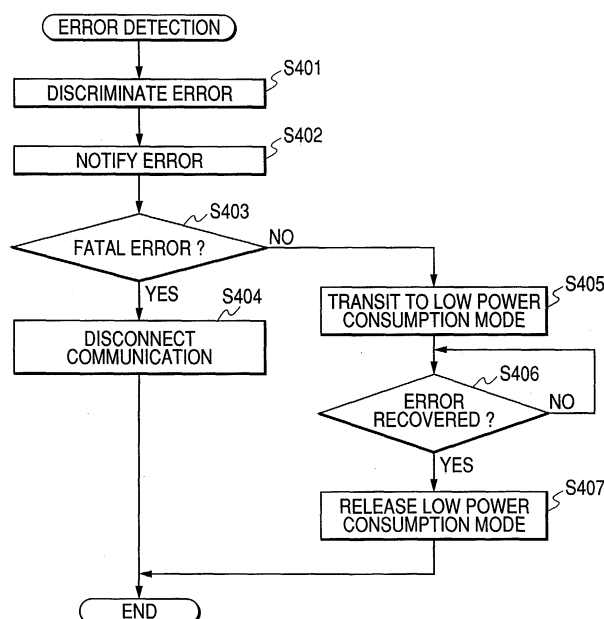 ERROR DETECTION
S401
DISCRIMINATE ERROR
S402
NOTIFY ERROR
S403
FATAL ERROR ?
NO
YES
S404
DISCONNECT
COMMUNICATION
S405
TRANSIT TO LOW POWER
CONSUMPTION MODE
S406
ERROR
RECOVERED ?
NO
YES
S407
RELEASE LOW POWER
CONSUMPTION MODE
END